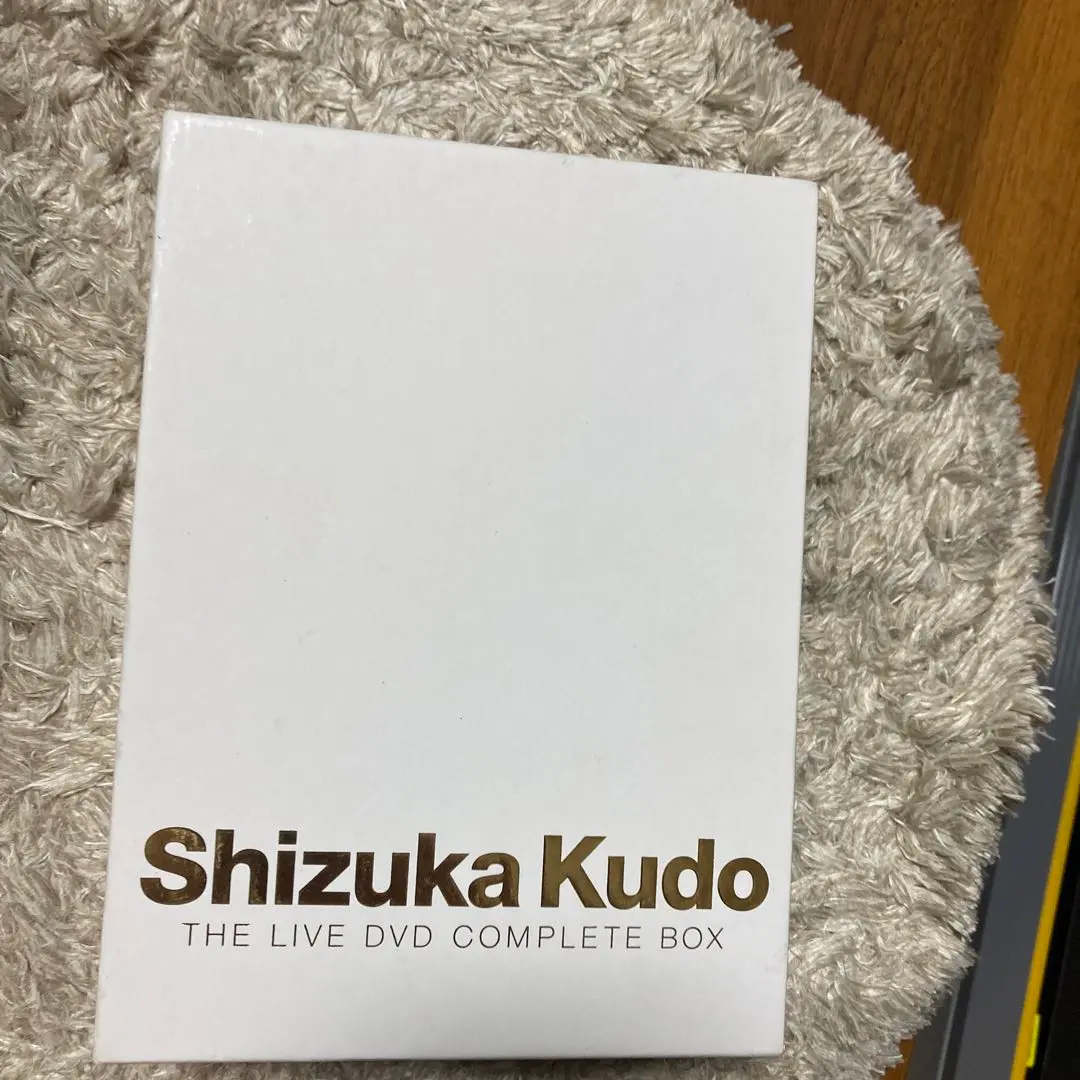 Shizuka Kudo
THE LIVE DVD COMPLETE BOX